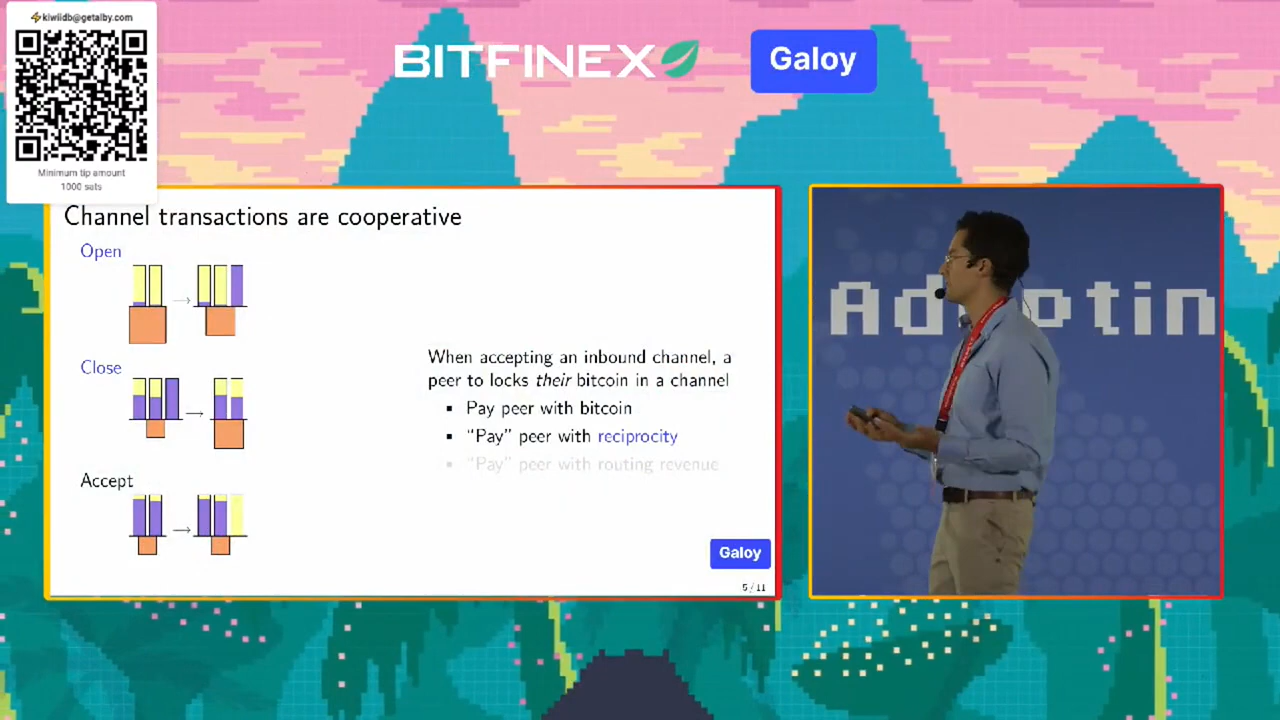 ⚡kiwiidb@getalby.com
Minimum tip amount
1000 sats
BITFINEX
Galoy
Channel transactions are cooperative
Open
Close
Accept
When accepting an inbound channel, a
peer to locks their bitcoin in a channel
▪ Pay peer with bitcoin
▪ “Pay” peer with reciprocity
▪ “Pay” peer with routing revenue
Galoy
5 / 11
Ad ptin